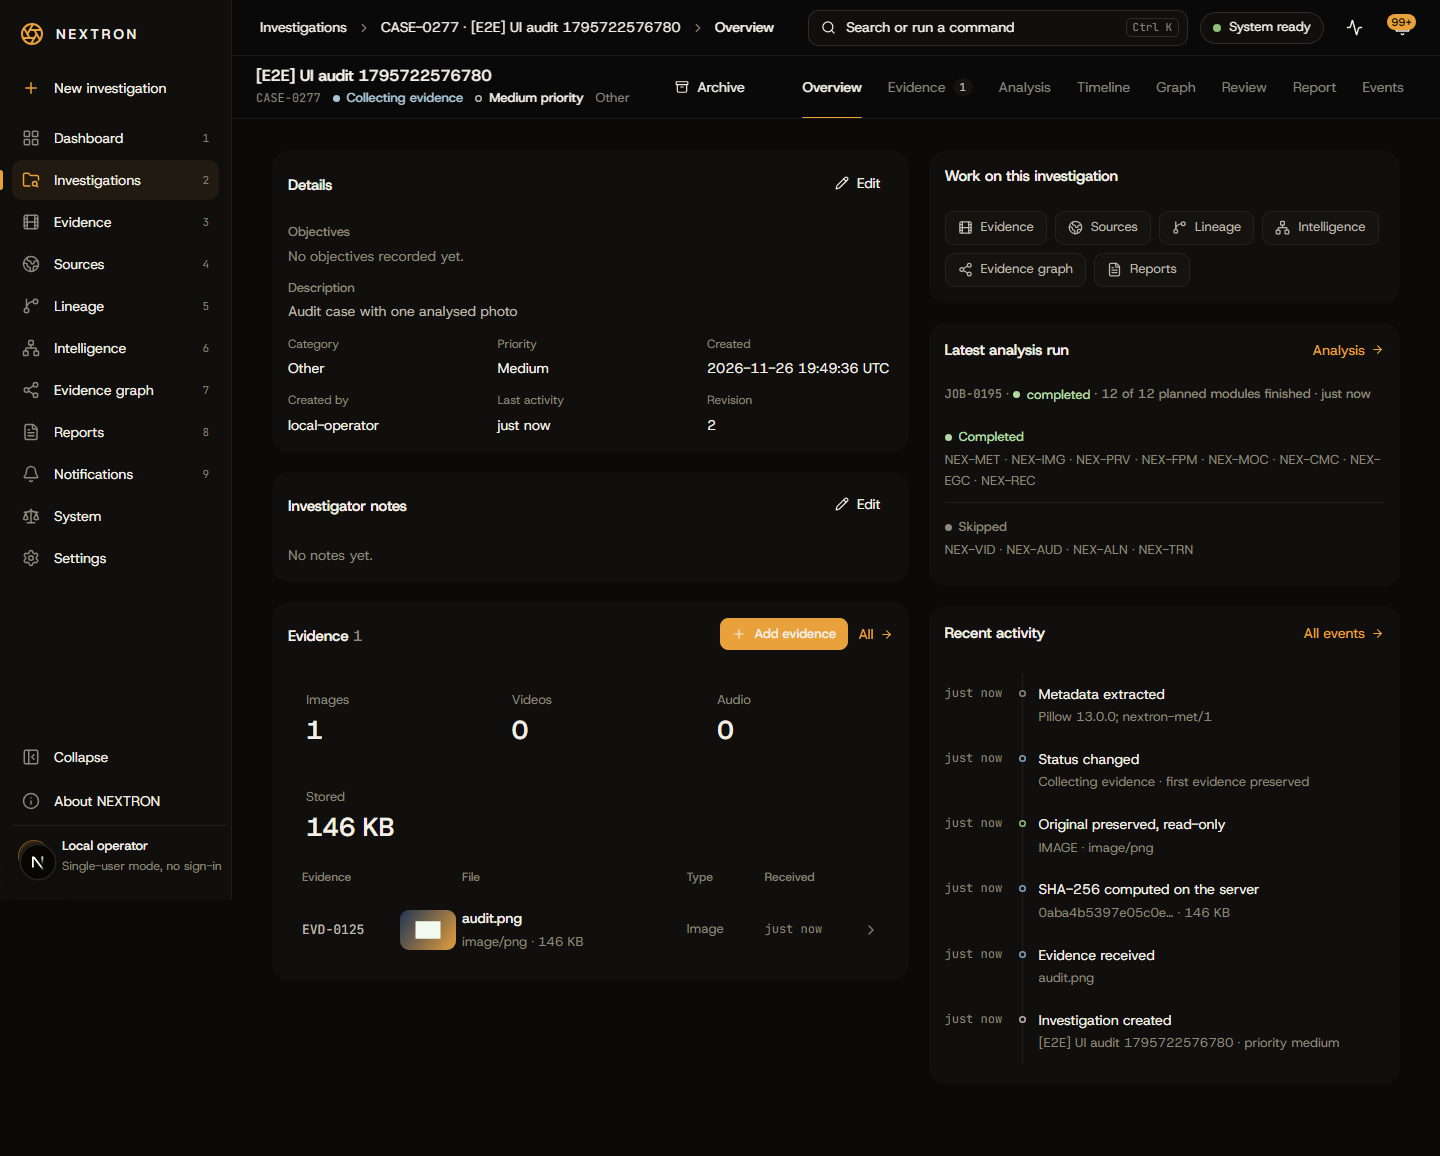 NEXTRON
New investigation
Dashboard 1
Investigations 2
Evidence 3
Sources 4
Lineage 5
Intelligence 6
Evidence graph 7
Reports 8
Notifications 9
System
Settings
Collapse
About NEXTRON
N
Local operator
Single-user mode, no sign-in
Investigations > CASE-0277 · [E2E] UI audit 1795722576780 > Overview
Search or run a command Ctrl K
System ready
99+
[E2E] UI audit 1795722576780
CASE-0277 Collecting evidence Medium priority Other
Archive
Overview Evidence 1 Analysis Timeline Graph Review Report Events
Details
Edit
Objectives
No objectives recorded yet.
Description
Audit case with one analysed photo
Category Priority Created
Other Medium 2026-11-26 19:49:36 UTC
Created by Last activity Revision
local-operator just now 2
Investigator notes
Edit
No notes yet.
Evidence 1
Add evidence
All →
Images Videos Audio
1 0 0
Stored
146 KB
Evidence File Type Received
EVD-0125 audit.png Image just now
image/png · 146 KB
Work on this investigation
Evidence Sources Lineage Intelligence
Evidence graph Reports
Latest analysis run
Analysis →
JOB-0195 · completed · 12 of 12 planned modules finished · just now
Completed
NEX-MET · NEX-IMG · NEX-PRV · NEX-FPM · NEX-MOC · NEX-CMC · NEX-
EGC · NEX-REC
Skipped
NEX-VID · NEX-AUD · NEX-ALN · NEX-TRN
Recent activity
All events →
just now Metadata extracted
Pillow 13.0.0; nextron-met/1
just now Status changed
Collecting evidence · first evidence preserved
just now Original preserved, read-only
IMAGE · image/png
just now SHA-256 computed on the server
0aba4b5397e05c0e… · 146 KB
just now Evidence received
audit.png
just now Investigation created
[E2E] UI audit 1795722576780 · priority medium